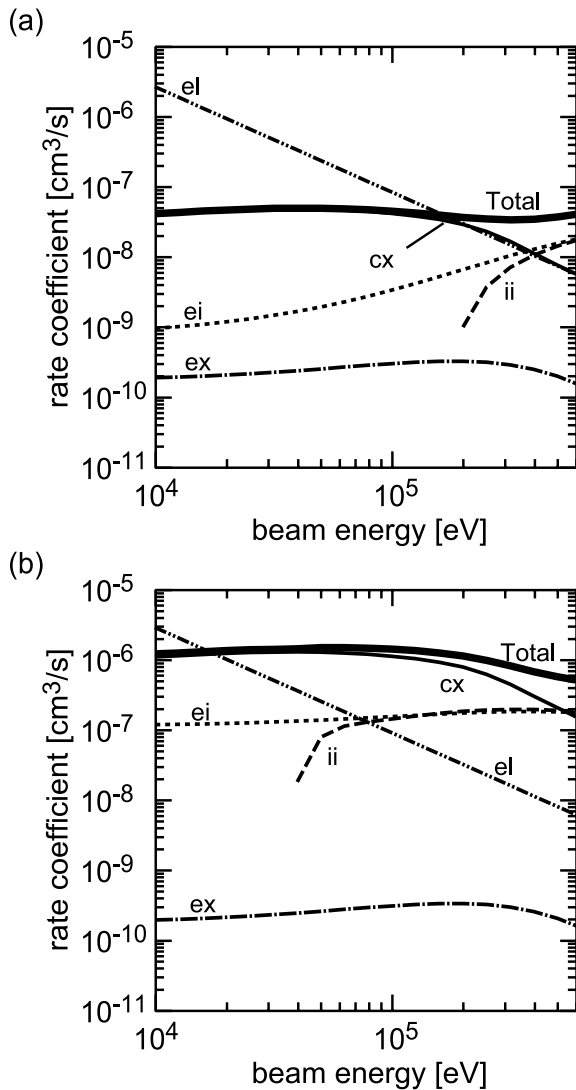 (a)
rate coefficient [cm³/s]
10⁻⁵
10⁻⁶
10⁻⁷
10⁻⁸
10⁻⁹
10⁻¹⁰
10⁻¹¹
el
Total
cx
ei
ii
ex
10⁴
10⁵
beam energy [eV]
(b)
rate coefficient [cm³/s]
10⁻⁵
10⁻⁶
10⁻⁷
10⁻⁸
10⁻⁹
10⁻¹⁰
10⁻¹¹
Total
cx
ei
ii
el
ex
10⁴
10⁵
beam energy [eV]